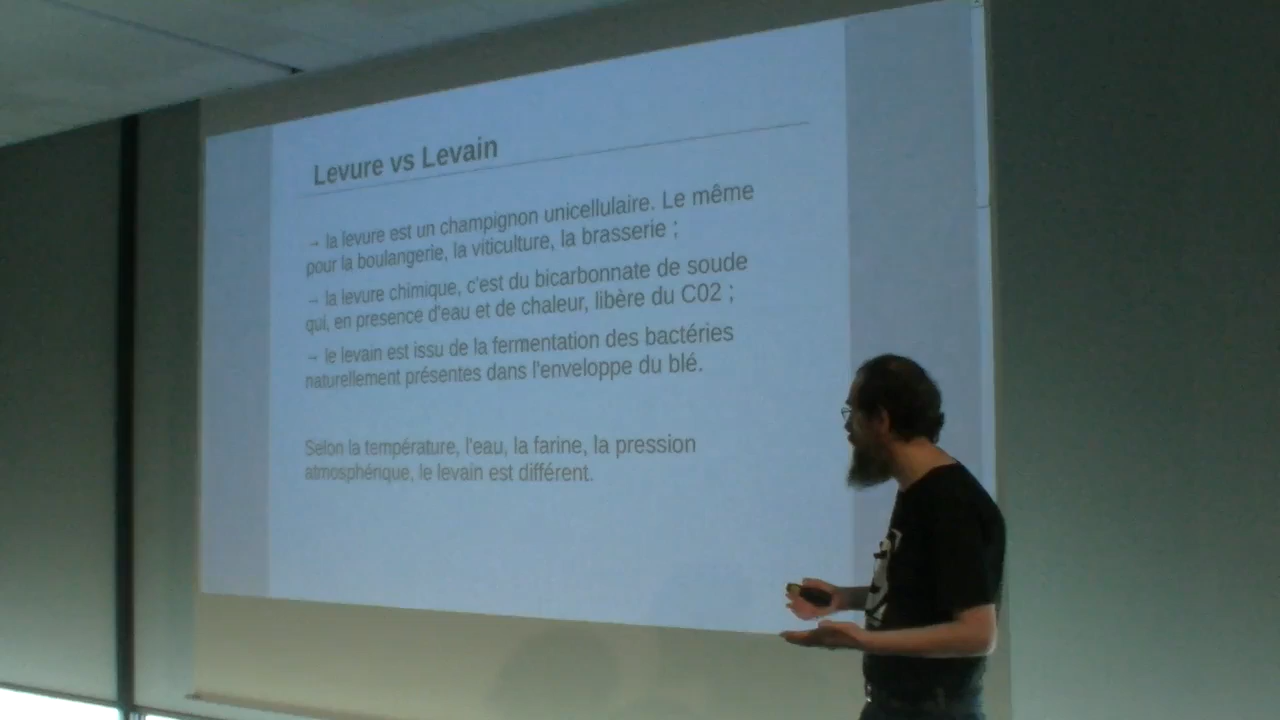 Levure vs Levain
→ la levure est un champignon unicellulaire. Le même
pour la boulangerie, la viticulture, la brasserie ;
→ la levure chimique, c'est du bicarbonnate de soude
qui, en presence d'eau et de chaleur, libère du C02 ;
→ le levain est issu de la fermentation des bactéries
naturellement présentes dans l'enveloppe du blé.
Selon la température, l'eau, la farine, la pression
atmosphérique, le levain est différent.